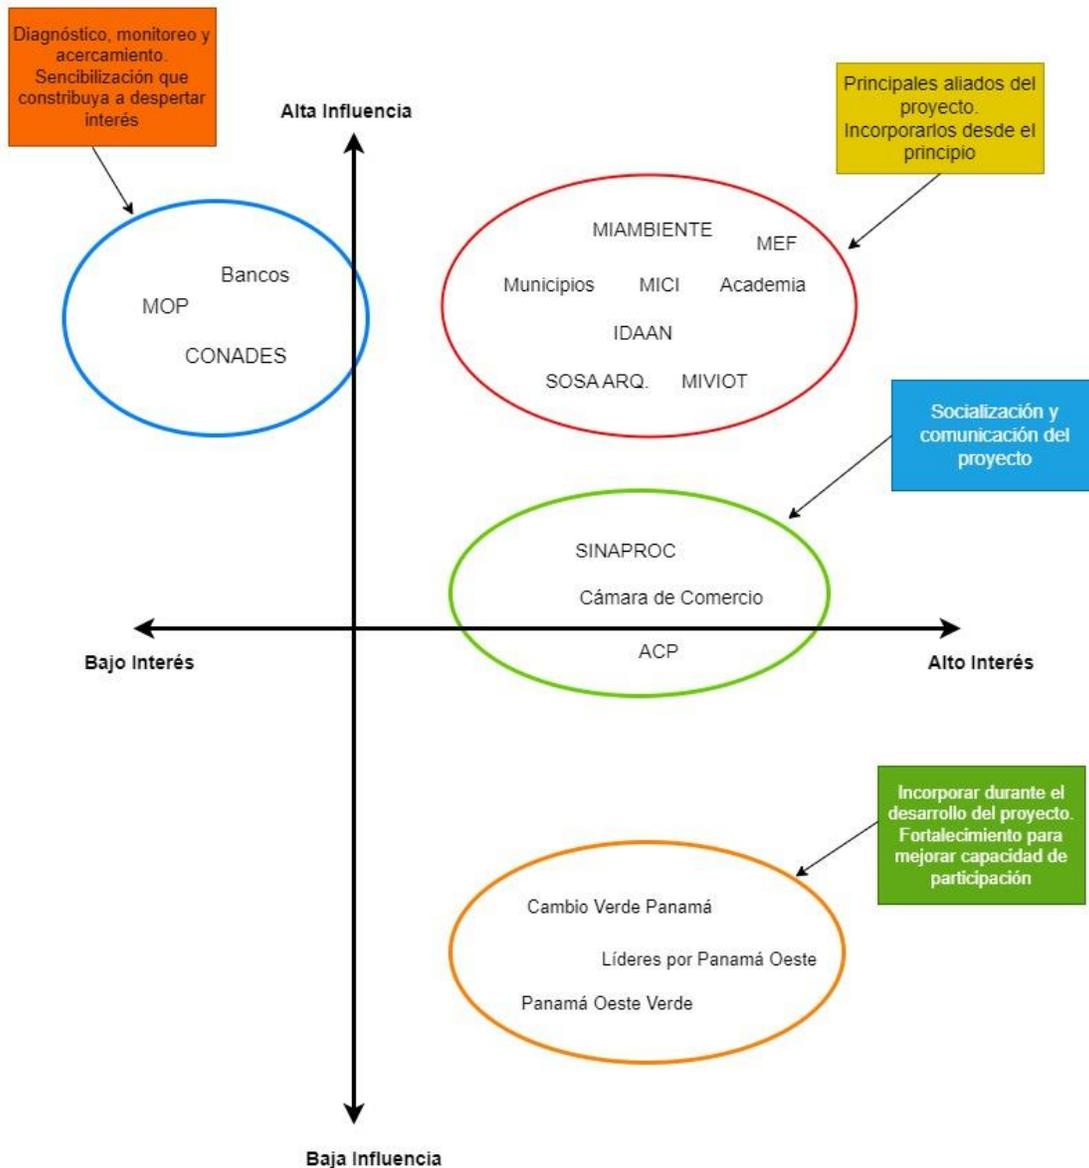 Diagnóstico, monitoreo y
acercamiento.
Sencibilización que
constribuya a despertar
interés
Alta Influencia
Principales aliados del
proyecto.
Incorporarlos desde el
principio
MIAMBIENTE
MEF
Bancos
Municipios
MICI
Academia
MOP
IDAAN
CONADES
SOSA ARQ.
MIVIOT
Socialización y
comunicación del
proyecto
SINAPROC
Cámara de Comercio
ACP
Bajo Interés
Alto Interés
Incorporar durante el
desarrollo del proyecto.
Fortalecimiento para
mejorar capacidad de
participación
Cambio Verde Panamá
Líderes por Panamá Oeste
Panamá Oeste Verde
Baja Influencia